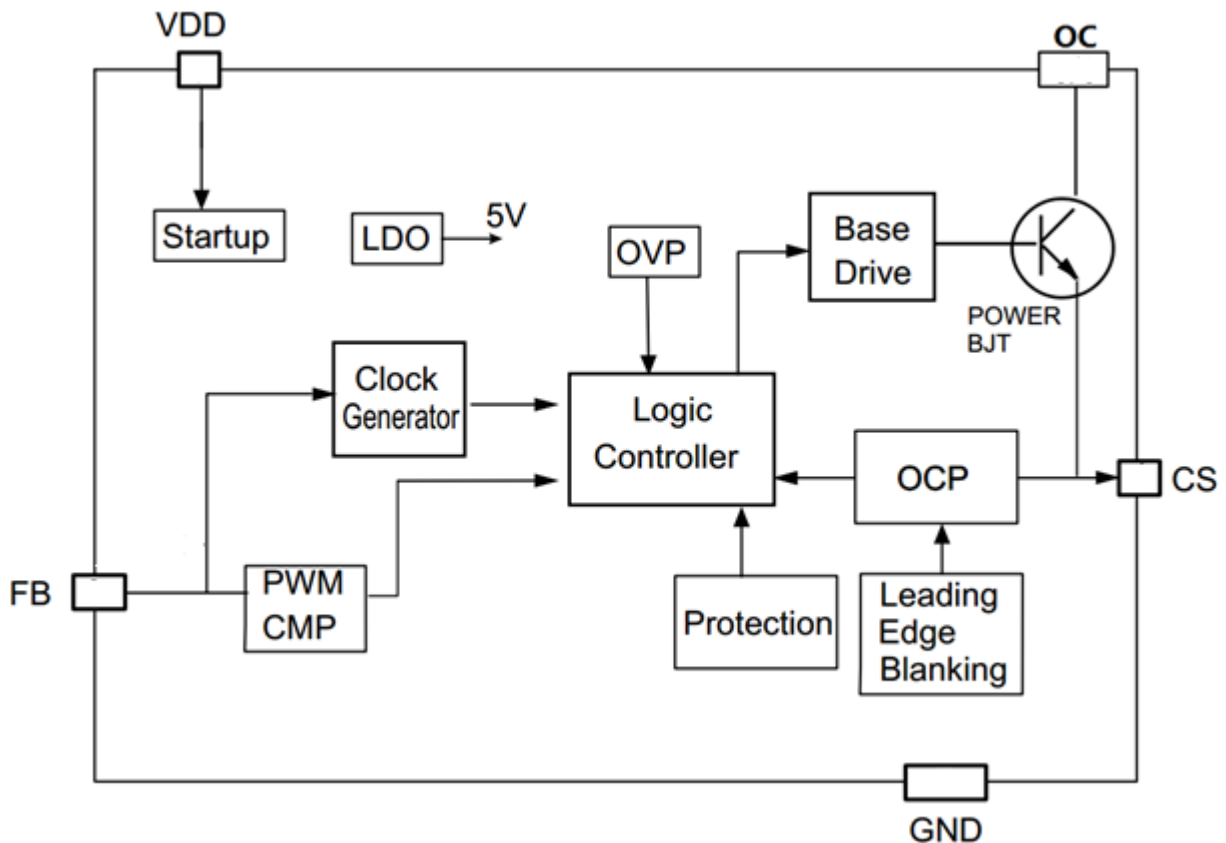 VDD
OC
Startup
LDO
5V
OVP
Base
Drive
POWER
BJT
Clock
Generator
Logic
Controller
OCP
CS
FB
PWM
CMP
Protection
Leading
Edge
Blanking
GND